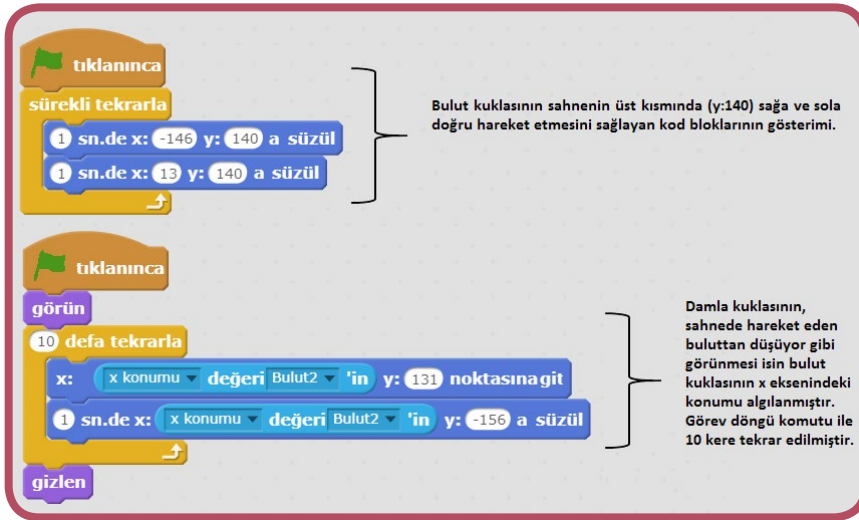 tıklanınca
sürekli tekrarla
1 sn.de x: -146 y: 140 a süzül
1 sn.de x: 13 y: 140 a süzül
Bulut kuklasının sahnenin üst kısmında (y:140) sağa ve sola
doğru hareket etmesini sağlayan kod bloklarının gösterimi.
tıklanınca
görün
10 defa tekrarla
x: x konumu değeri Bulut2 'in y: 131 noktasına git
1 sn.de x: x konumu değeri Bulut2 'in y: -156 a süzül
gizlen
Damla kuklasının,
sahnede hareket eden
buluttan düşüyor gibi
görünmesi isin bulut
kuklasının x eksenindeki
konumu algılanmıştır.
Görev döngü komutu ile
10 kere tekrar edilmiştir.